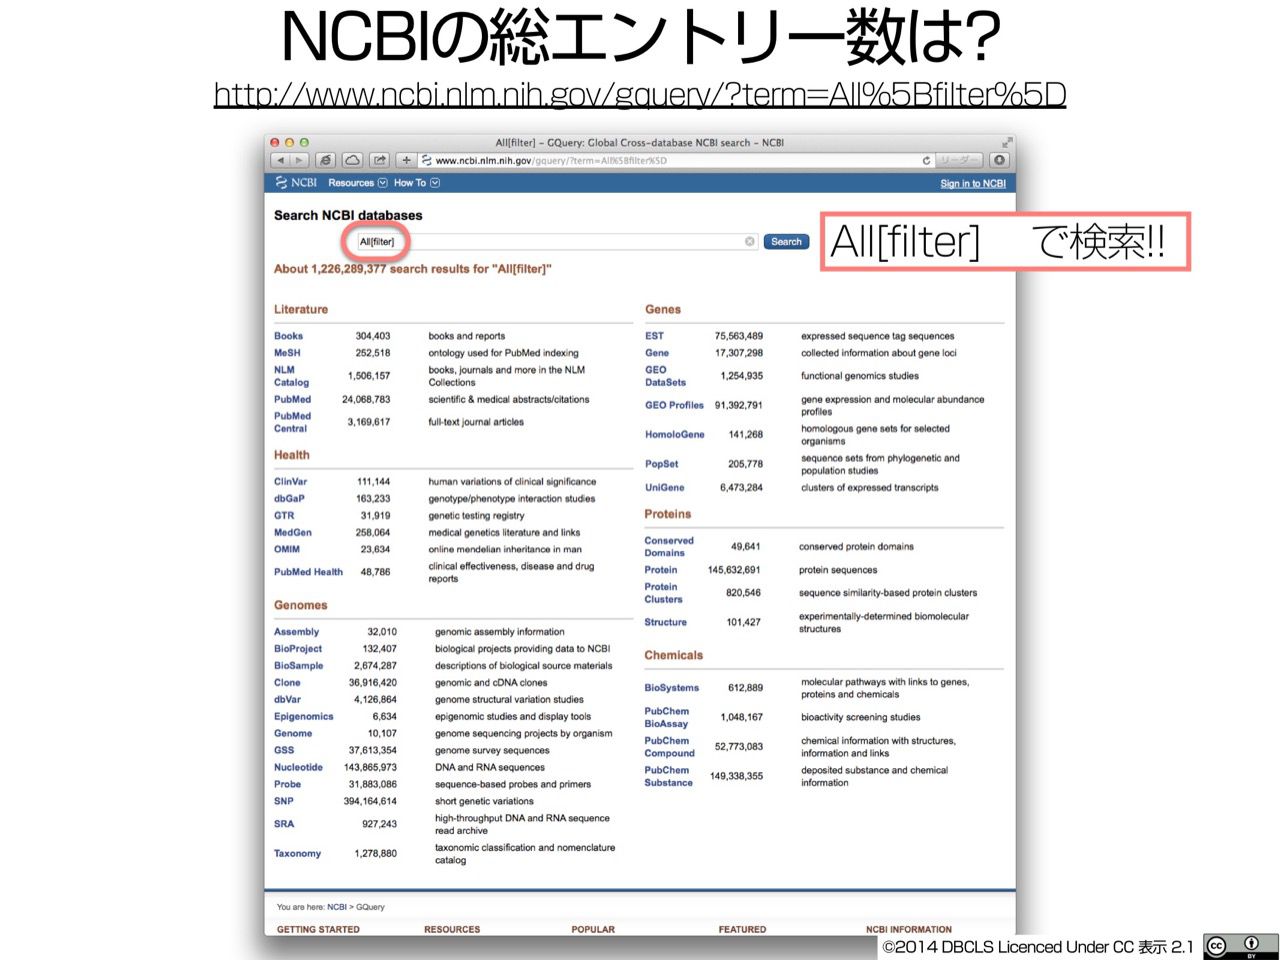 NCBIの総エントリー数は?
http://www.ncbi.nlm.nih.gov/gquery/?term=All%5Bfilter%5D
All[filter] – GQuery: Global Cross-database NCBI search – NCBI
www.ncbi.nlm.nih.gov/gquery/?term=All%5Bfilter%5D
リーダー
NCBI Resources How To Sign in to NCBI
Search NCBI databases
All[filter] Search
All[filter] で検索!!
About 1,226,289,377 search results for "All[filter]"
Literature
Books 304,403 books and reports
MeSH 252,518 ontology used for PubMed indexing
NLM Catalog 1,506,157 books, journals and more in the NLM Collections
PubMed 24,068,783 scientific & medical abstracts/citations
PubMed Central 3,169,617 full-text journal articles
Health
ClinVar 111,144 human variations of clinical significance
dbGaP 163,233 genotype/phenotype interaction studies
GTR 31,919 genetic testing registry
MedGen 258,064 medical genetics literature and links
OMIM 23,634 online mendelian inheritance in man
PubMed Health 48,786 clinical effectiveness, disease and drug reports
Genomes
Assembly 32,010 genomic assembly information
BioProject 132,407 biological projects providing data to NCBI
BioSample 2,674,287 descriptions of biological source materials
Clone 36,916,420 genomic and cDNA clones
dbVar 4,126,864 genome structural variation studies
Epigenomics 6,634 epigenomic studies and display tools
Genome 10,107 genome sequencing projects by organism
GSS 37,613,354 genome survey sequences
Nucleotide 143,865,973 DNA and RNA sequences
Probe 31,883,086 sequence-based probes and primers
SNP 394,164,614 short genetic variations
SRA 927,243 high-throughput DNA and RNA sequence read archive
Taxonomy 1,278,880 taxonomic classification and nomenclature catalog
Genes
EST 75,563,489 expressed sequence tag sequences
Gene 17,307,298 collected information about gene loci
GEO DataSets 1,254,935 functional genomics studies
GEO Profiles 91,392,791 gene expression and molecular abundance profiles
HomoloGene 141,268 homologous gene sets for selected organisms
PopSet 205,778 sequence sets from phylogenetic and population studies
UniGene 6,473,284 clusters of expressed transcripts
Proteins
Conserved Domains 49,641 conserved protein domains
Protein 145,632,691 protein sequences
Protein Clusters 820,546 sequence similarity-based protein clusters
Structure 101,427 experimentally-determined biomolecular structures
Chemicals
BioSystems 612,889 molecular pathways with links to genes, proteins and chemicals
PubChem BioAssay 1,048,167 bioactivity screening studies
PubChem Compound 52,773,083 chemical information with structures, information and links
PubChem Substance 149,338,355 deposited substance and chemical information
You are here: NCBI > GQuery
GETTING STARTED RESOURCES POPULAR FEATURED NCBI INFORMATION
©2014 DBCLS Licenced Under CC 表示 2.1
cc BY